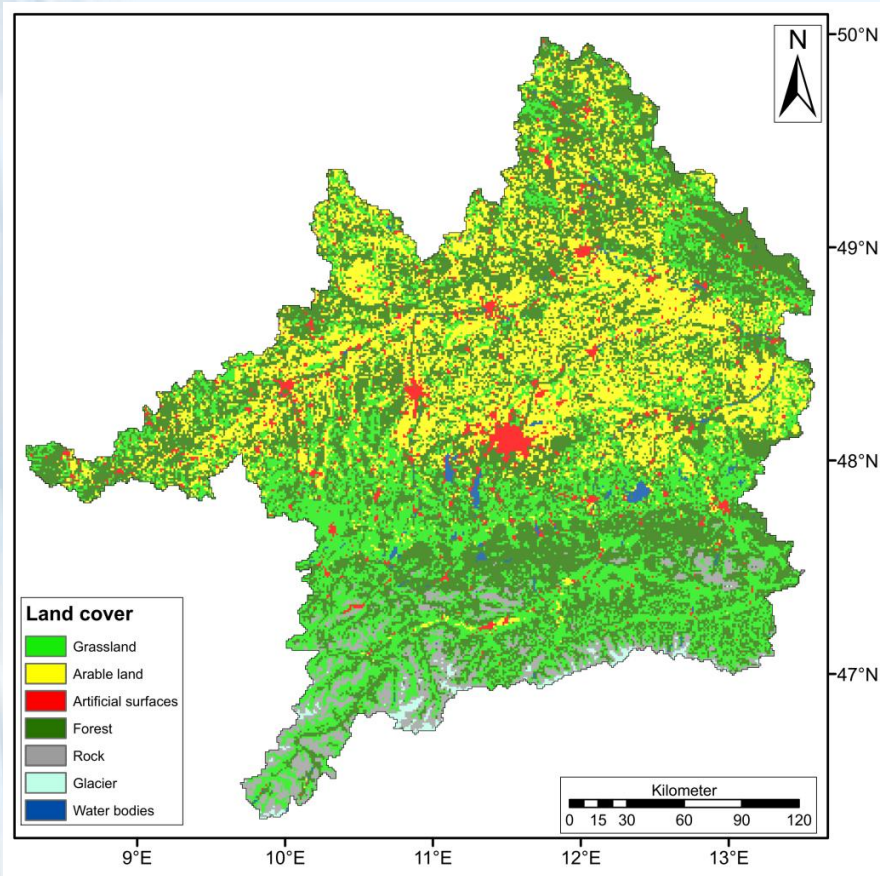 N
50°N
49°N
48°N
47°N
Land cover
Grassland
Arable land
Artificial surfaces
Forest
Rock
Glacier
Water bodies
Kilometer
0 15 30 60 90 120
9°E 10°E 11°E 12°E 13°E